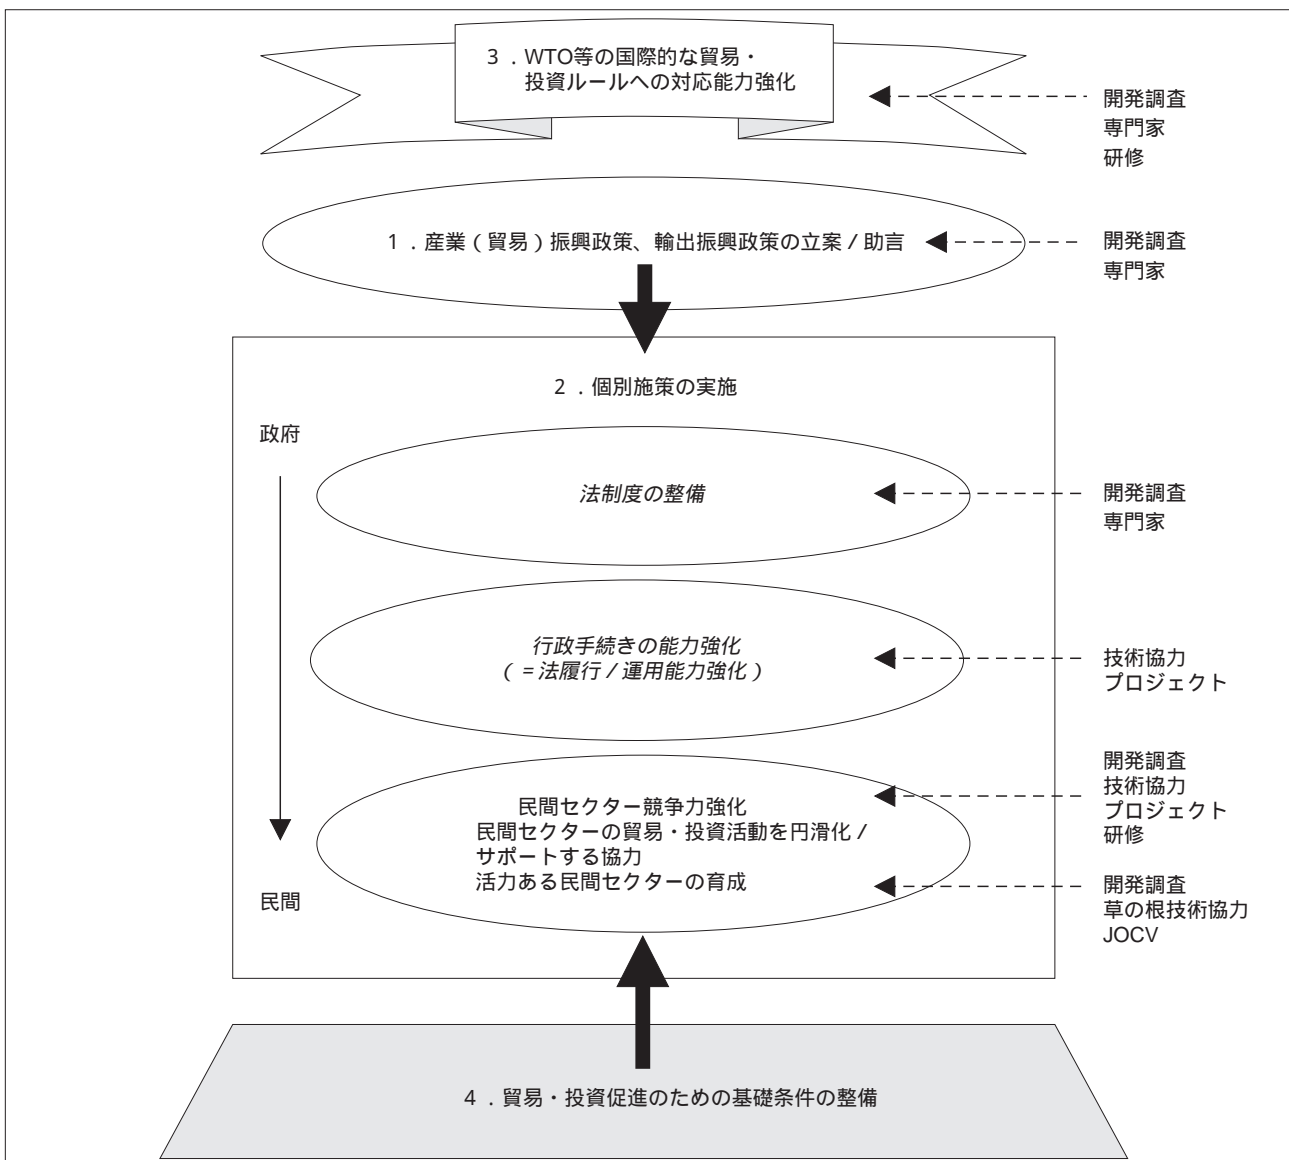 3．WTO等の国際的な貿易・
投資ルールへの対応能力強化
開発調査
専門家
研修
1．産業（貿易）振興政策、輸出振興政策の立案／助言
開発調査
専門家
2．個別施策の実施
政府
法制度の整備
開発調査
専門家
行政手続きの能力強化
（＝法履行／運用能力強化）
技術協力
プロジェクト
民間セクター競争力強化
民間セクターの貿易・投資活動を円滑化／
サポートする協力
活力ある民間セクターの育成
開発調査
技術協力
プロジェクト
研修
開発調査
草の根技術協力
JOCV
民間
4．貿易・投資促進のための基礎条件の整備